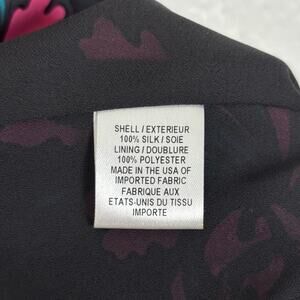 SHELL / EXTERIEUR
100% SILK / SOIE
LINING / DOUBLURE
100% POLYESTER
MADE IN THE USA OF
IMPORTED FABRIC
FABRIQUE AUX
ETATS-UNIS DU TISSU
IMPORTE